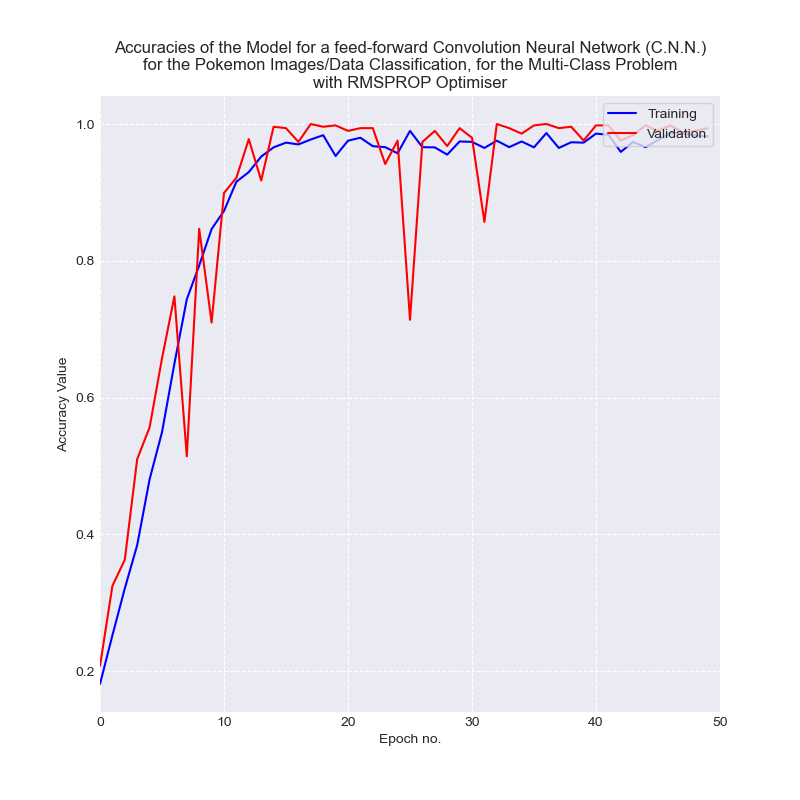 Accuracies of the Model for a feed-forward Convolution Neural Network (C.N.N.)
for the Pokemon Images/Data Classification, for the Multi-Class Problem
with RMSPROP Optimiser
Training
Validation
1.0
0.8
0.6
0.4
0.2
Accuracy Value
0 10 20 30 40 50
Epoch no.